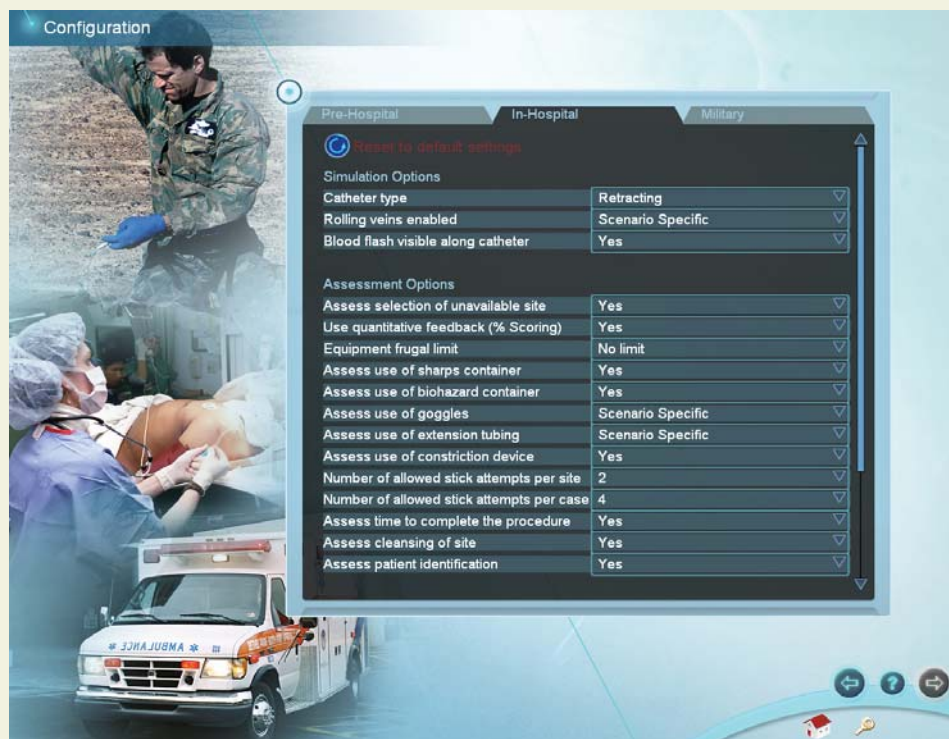 Configuration
Pre-Hospital In-Hospital Military
Reset to default settings
Simulation Options
Catheter type Retracting
Rolling veins enabled Scenario Specific
Blood flash visible along catheter Yes
Assessment Options
Assess selection of unavailable site Yes
Use quantitative feedback (% Scoring) Yes
Equipment frugal limit No limit
Assess use of sharps container Yes
Assess use of biohazard container Yes
Assess use of goggles Scenario Specific
Assess use of extension tubing Scenario Specific
Assess use of constriction device Yes
Number of allowed stick attempts per site 2
Number of allowed stick attempts per case 4
Assess time to complete the procedure Yes
Assess cleansing of site Yes
Assess patient identification Yes
AMBULANCE
?